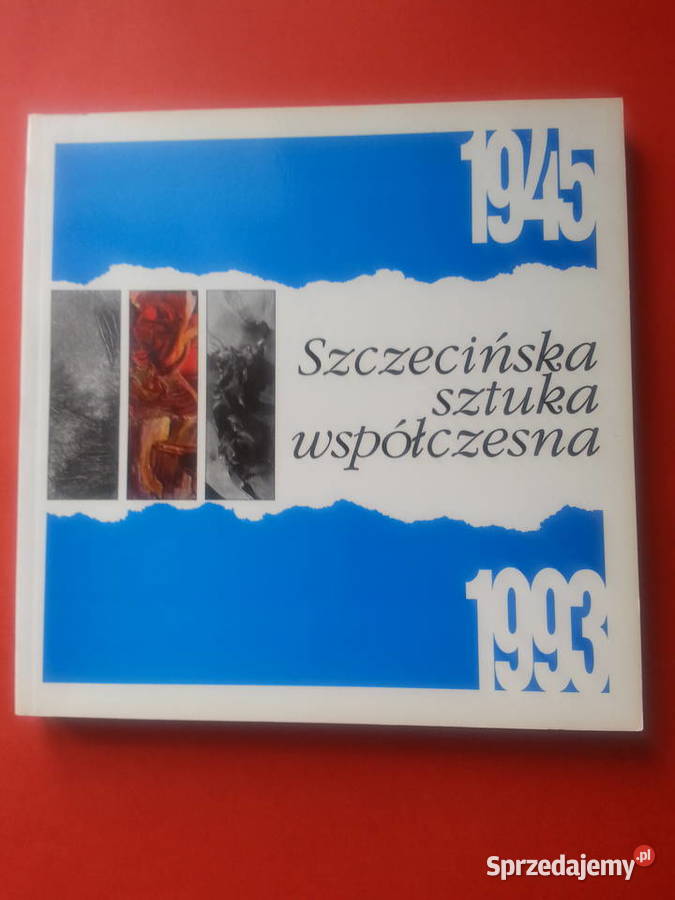 1945
Szczecińska
sztuka
współczesna
1993
Sprzedajemy.pl